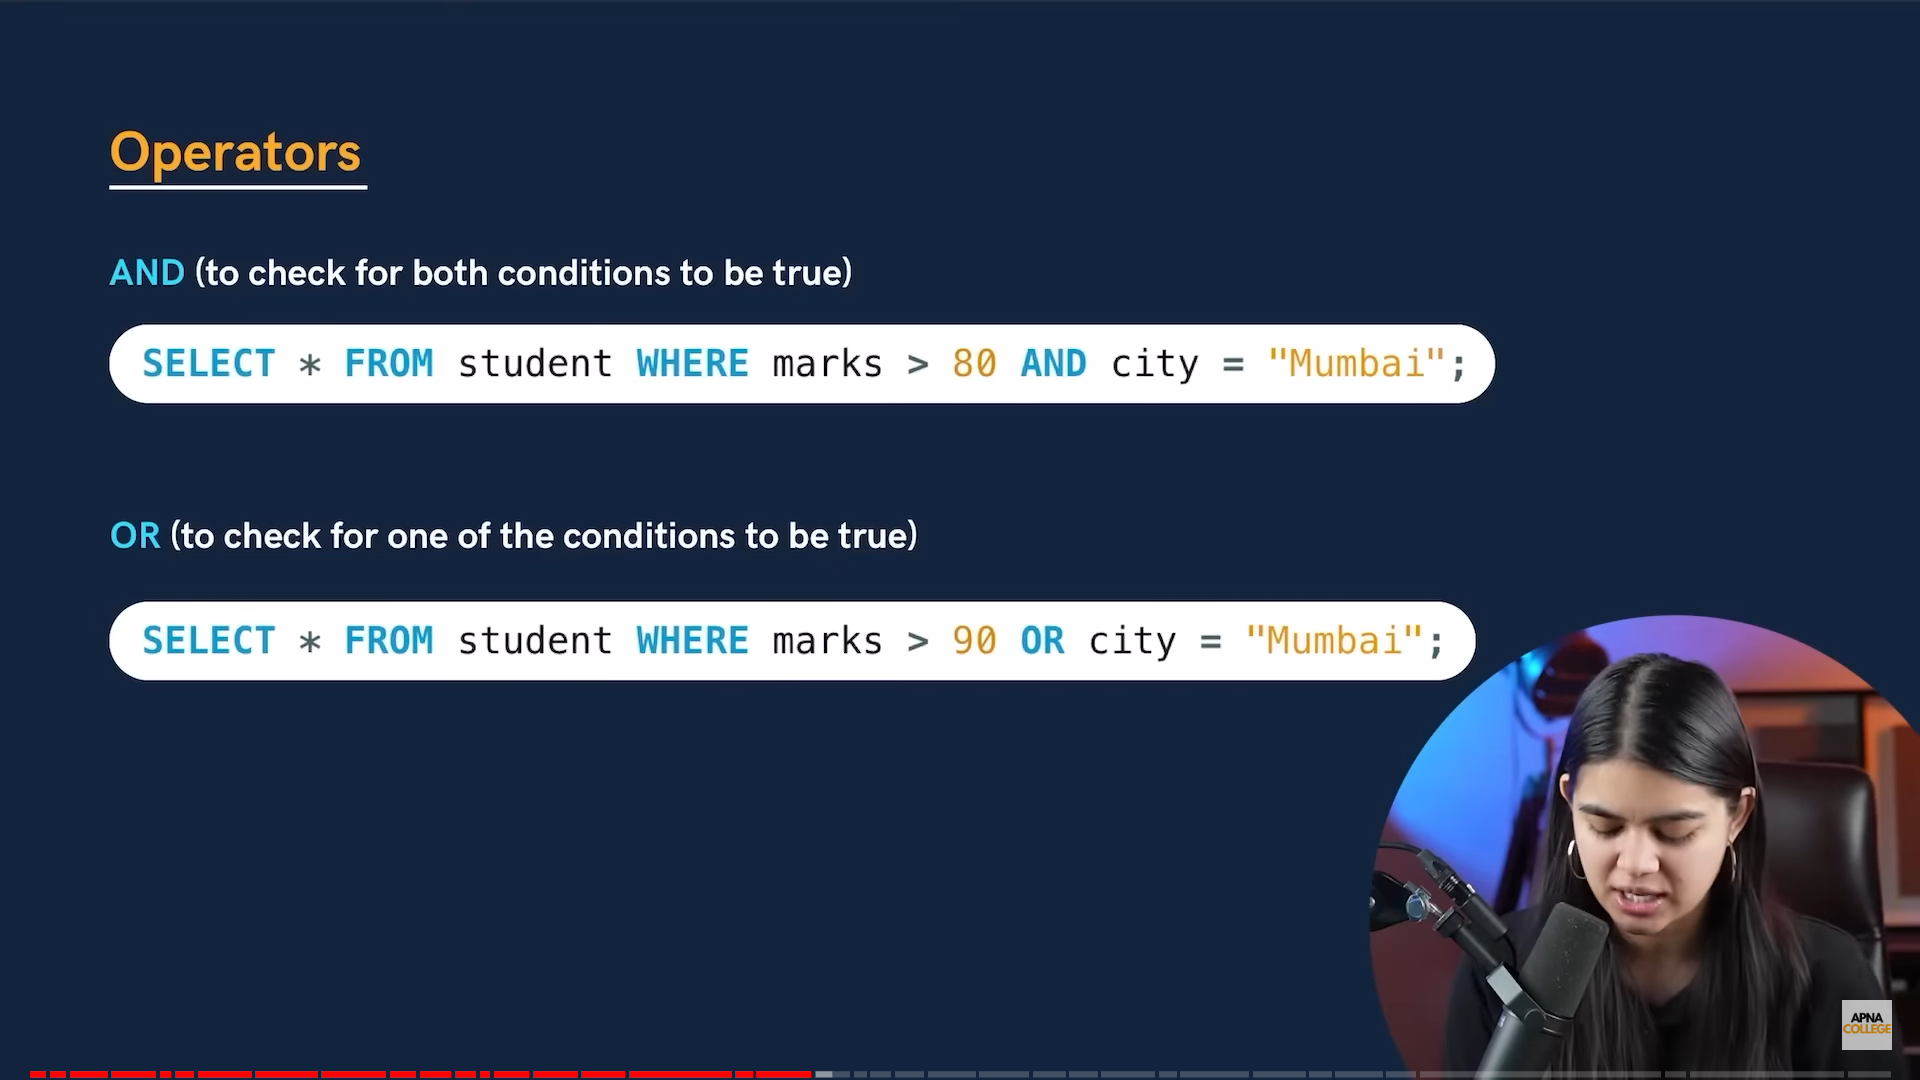 Operators
AND (to check for both conditions to be true)
SELECT * FROM student WHERE marks > 80 AND city = "Mumbai";
OR (to check for one of the conditions to be true)
SELECT * FROM student WHERE marks > 90 OR city = "Mumbai";
APNA
COLLEGE